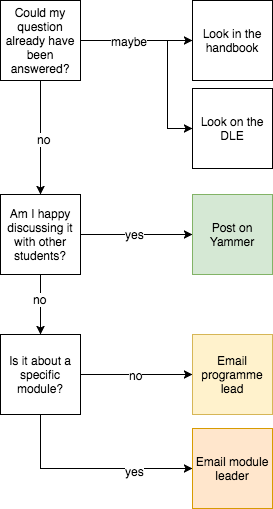 Could my
question
already have
been
answered?
maybe
Look in the
handbook
Look on the
DLE
no
Am I happy
discussing it
with other
students?
yes
Post on
Yammer
no
Is it about a
specific
module?
no
Email
programme
lead
yes
Email module
leader